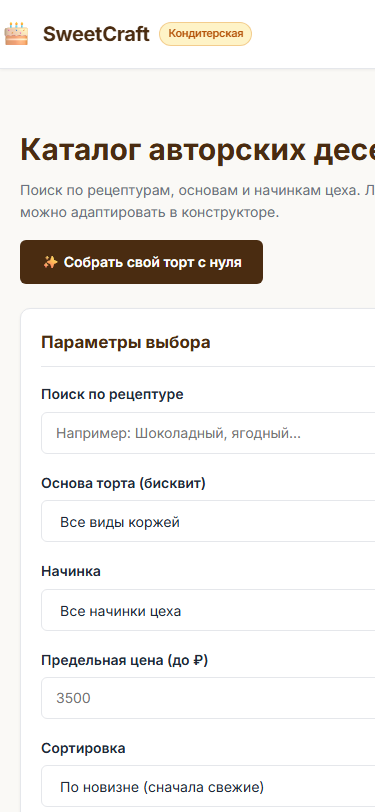 SweetCraft Кондитерская
Каталог авторских десе
Поиск по рецептурам, основам и начинкам цеха. Л
можно адаптировать в конструкторе.
✨ Собрать свой торт с нуля
Параметры выбора
Поиск по рецептуре
Например: Шоколадный, ягодный...
Основа торта (бисквит)
Все виды коржей
Начинка
Все начинки цеха
Предельная цена (до ₽)
3500
Сортировка
По новизне (сначала свежие)